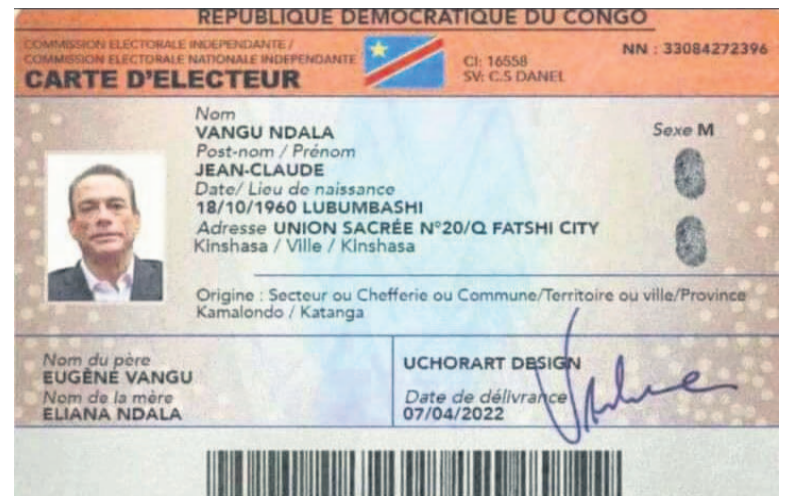 REPUBLIQUE DEMOCRATIQUE DU CONGO
COMMISSION ELECTORALE INDEPENDANTE /
COMMISSION ELECTORALE NATIONALE INDEPENDANTE
CARTE D'ELECTEUR
CI: 16558
SV: C.S DANEL
NN : 33084272396
Nom
VANGU NDALA
Sexe M
Post-nom / Prénom
JEAN-CLAUDE
Date/ Lieu de naissance
18/10/1960 LUBUMBASHI
Adresse UNION SACRÉE N°20/Q FATSHI CITY
Kinshasa / Ville / Kinshasa
Origine : Secteur ou Chefferie ou Commune/Territoire ou ville/Province
Kamalondo / Katanga
Nom du père
EUGÈNE VANGU
Nom de la mère
ELIANA NDALA
UCHORART DESIGN
Date de délivrance
07/04/2022